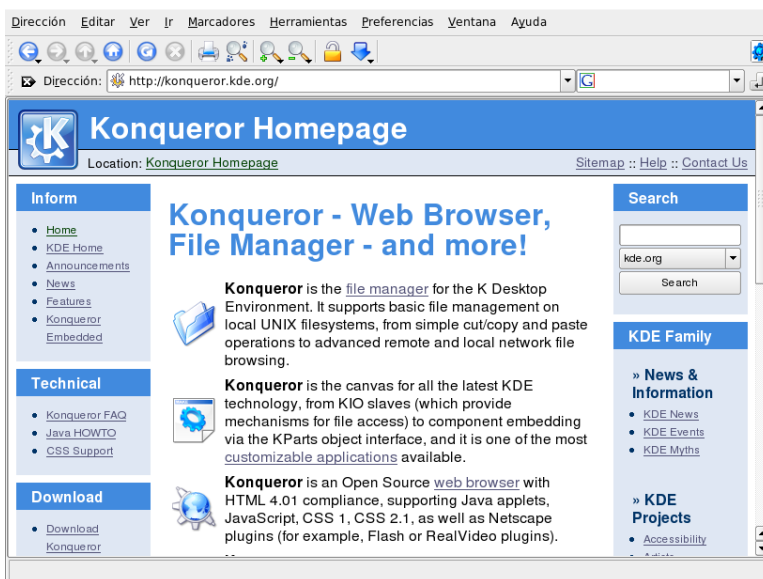 Dirección Editar Ver Ir Marcadores Herramientas Preferencias Ventana Ayuda
Dirección: http://konqueror.kde.org/
Konqueror Homepage
Location: Konqueror Homepage
Sitemap :: Help :: Contact Us
Inform
Home
KDE Home
Announcements
News
Features
Konqueror
Embedded
Technical
Konqueror FAQ
Java HOWTO
CSS Support
Download
Download
Konqueror
Konqueror - Web Browser,
File Manager - and more!
Konqueror is the file manager for the K Desktop
Environment. It supports basic file management on
local UNIX filesystems, from simple cut/copy and paste
operations to advanced remote and local network file
browsing.
Konqueror is the canvas for all the latest KDE
technology, from KIO slaves (which provide
mechanisms for file access) to component embedding
via the KParts object interface, and it is one of the most
customizable applications available.
Konqueror is an Open Source web browser with
HTML 4.01 compliance, supporting Java applets,
JavaScript, CSS 1, CSS 2.1, as well as Netscape
plugins (for example, Flash or RealVideo plugins).
Search
kde.org
Search
KDE Family
» News &
Information
KDE News
KDE Events
KDE Myths
» KDE
Projects
Accessibility